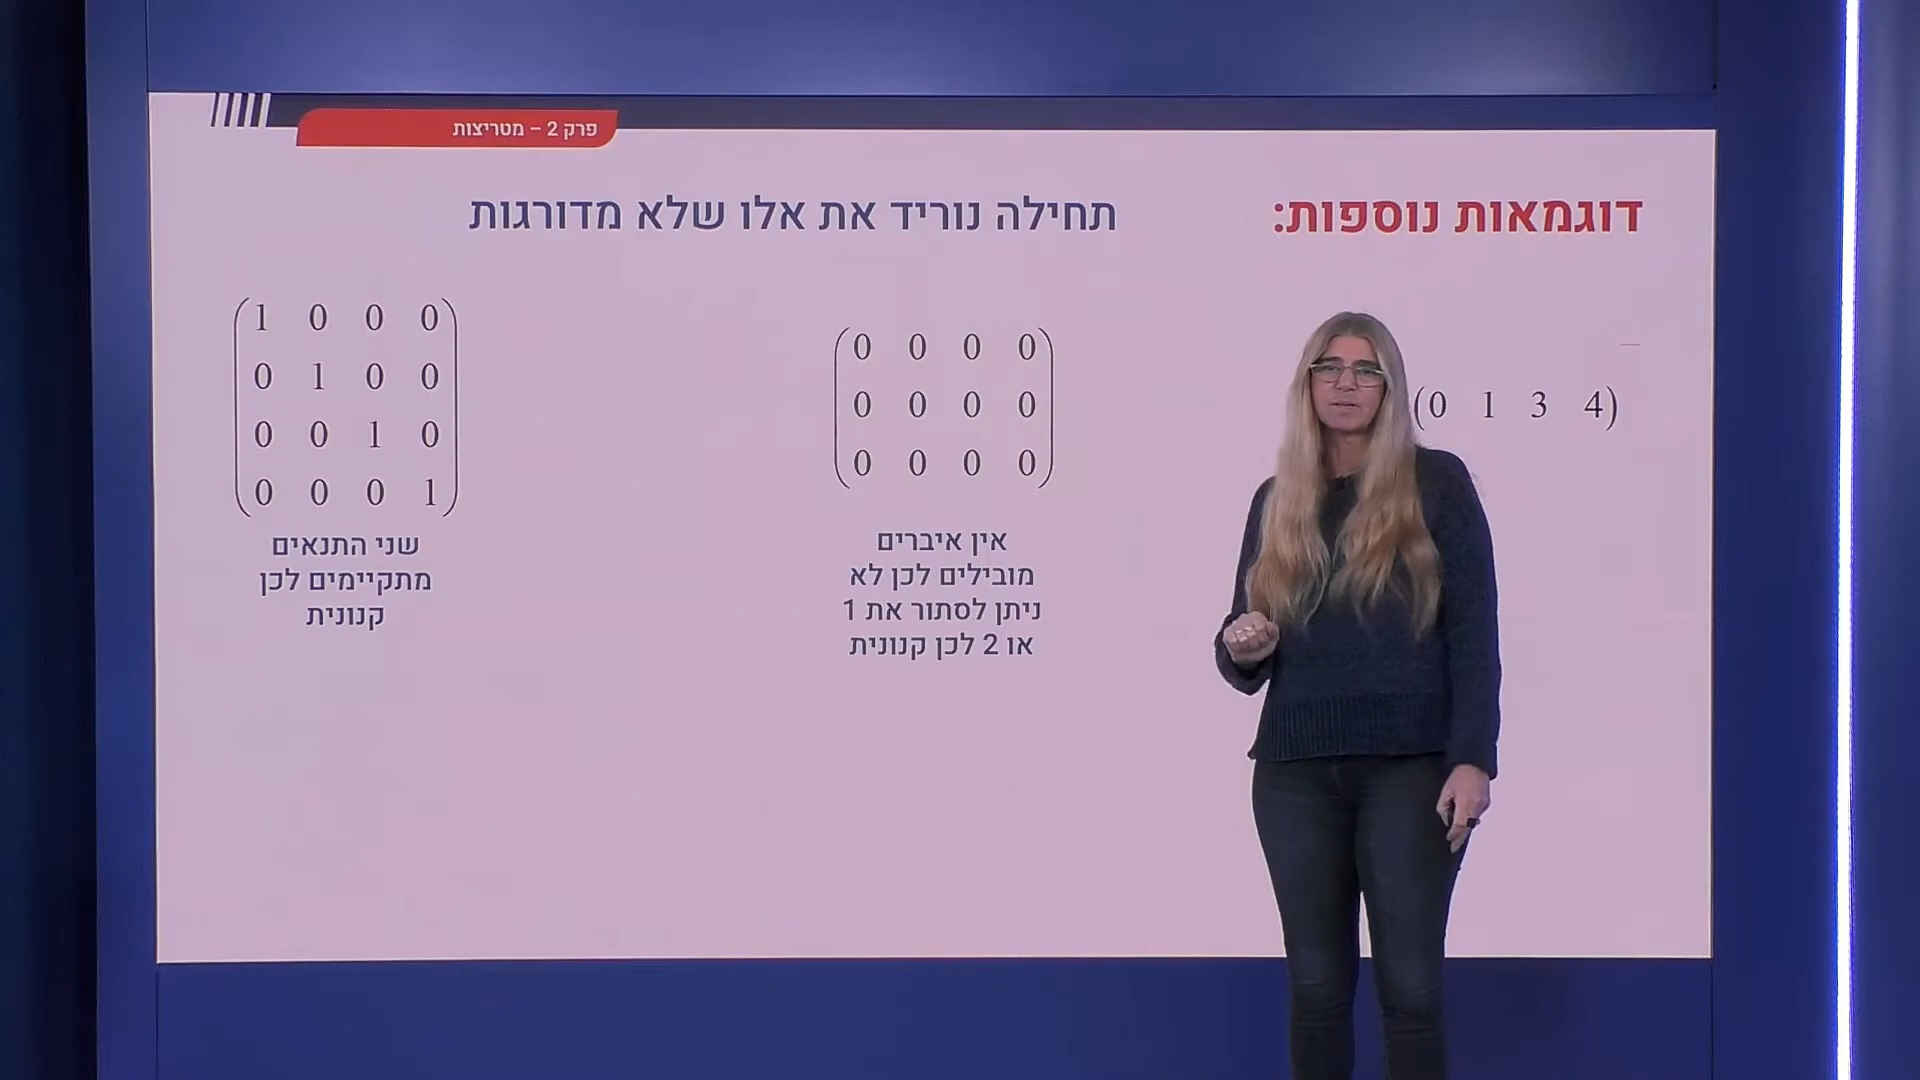 פרק 2 – מטריצות
דוגמאות נוספות:
תחילה נוריד את אלו שלא מדורגות
(0 1 3 4)
0 0 0 0
0 0 0 0
0 0 0 0
אין איברים
מובילים לכן לא
ניתן לסתור את 1
או 2 לכן קנונית
1 0 0 0
0 1 0 0
0 0 1 0
0 0 0 1
שני התנאים
מתקיימים לכן
קנונית